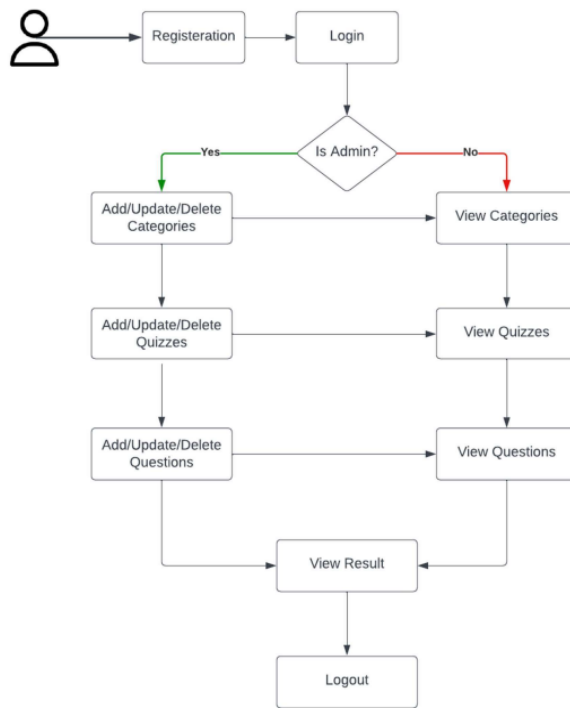 Registeration
Login
Is Admin?
Yes
No
Add/Update/Delete
Categories
View Categories
Add/Update/Delete
Quizzes
View Quizzes
Add/Update/Delete
Questions
View Questions
View Result
Logout